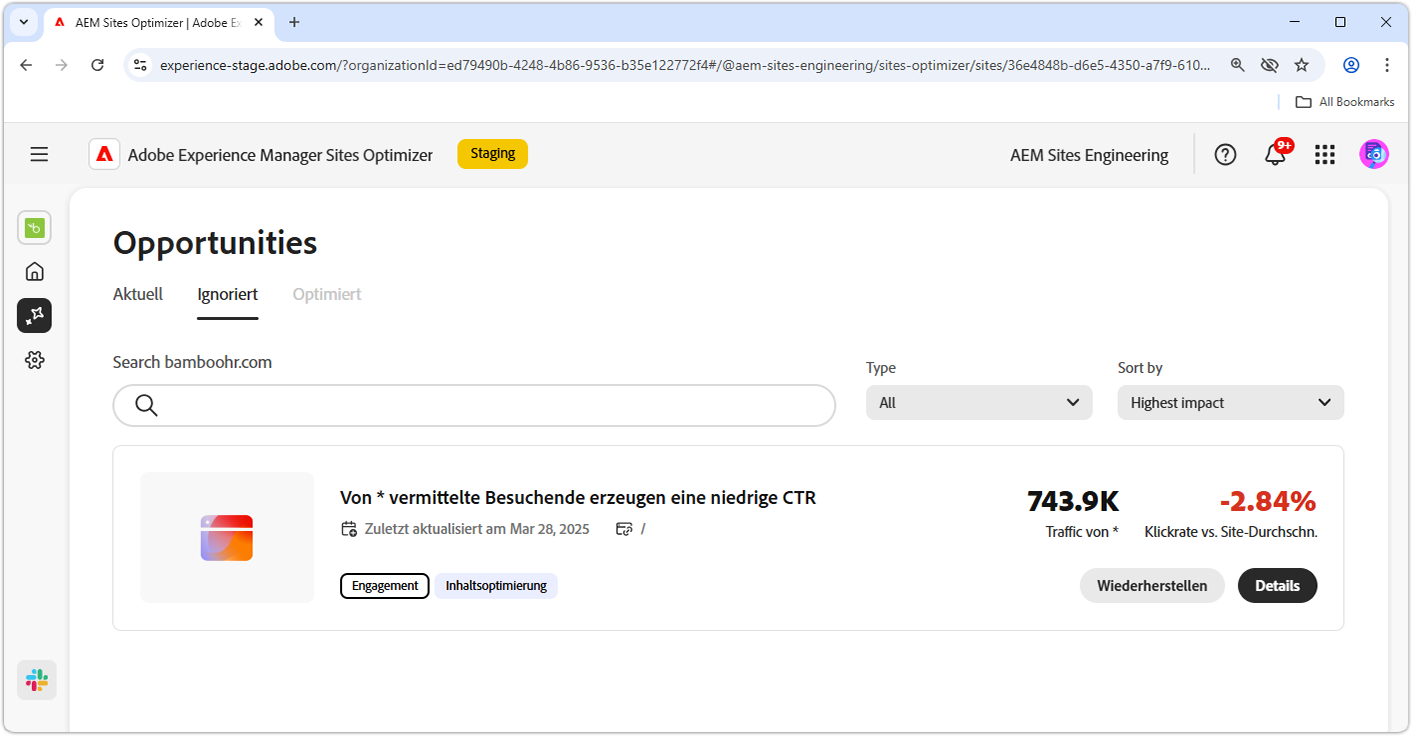 AEM Sites Optimizer | Adobe Ex
experience-stage.adobe.com/?organizationId=ed79490b-4248-4b86-9536-b35e122772f4#/@aem-sites-engineering/sites-optimizer/sites/36e4848b-d6e5-4350-a7f9-610...
All Bookmarks
Adobe Experience Manager Sites Optimizer
Staging
AEM Sites Engineering
9+
Opportunities
Aktuell Ignoriert Optimiert
Search bamboohr.com
Type
All
Sort by
Highest impact
Von * vermittelte Besuchende erzeugen eine niedrige CTR
Zuletzt aktualisiert am Mar 28, 2025 /
Engagement Inhaltsoptimierung
743.9K
Traffic von *
-2.84%
Klickrate vs. Site-Durchschn.
Wiederherstellen Details